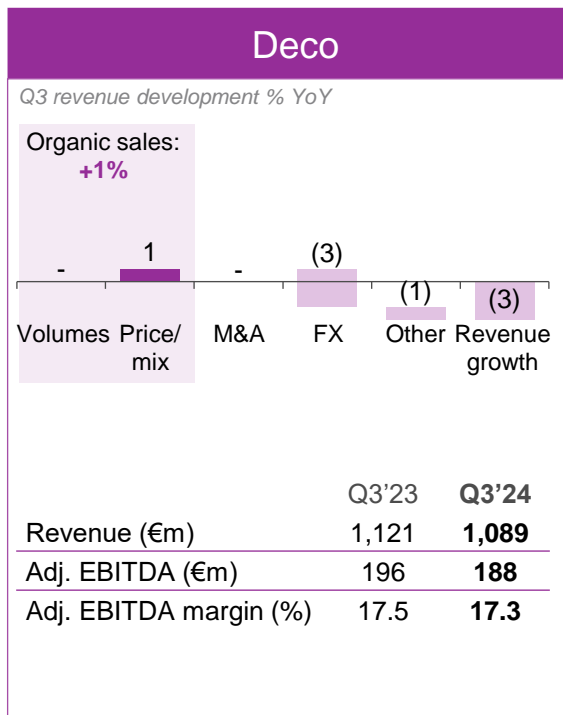 Deco
Q3 revenue development % YoY
Organic sales:
+1%
- 1 - (3) (1) (3)
Volumes Price/ M&A FX Other Revenue
mix growth
Q3’23 Q3’24
Revenue (€m) 1,121 1,089
Adj. EBITDA (€m) 196 188
Adj. EBITDA margin (%) 17.5 17.3